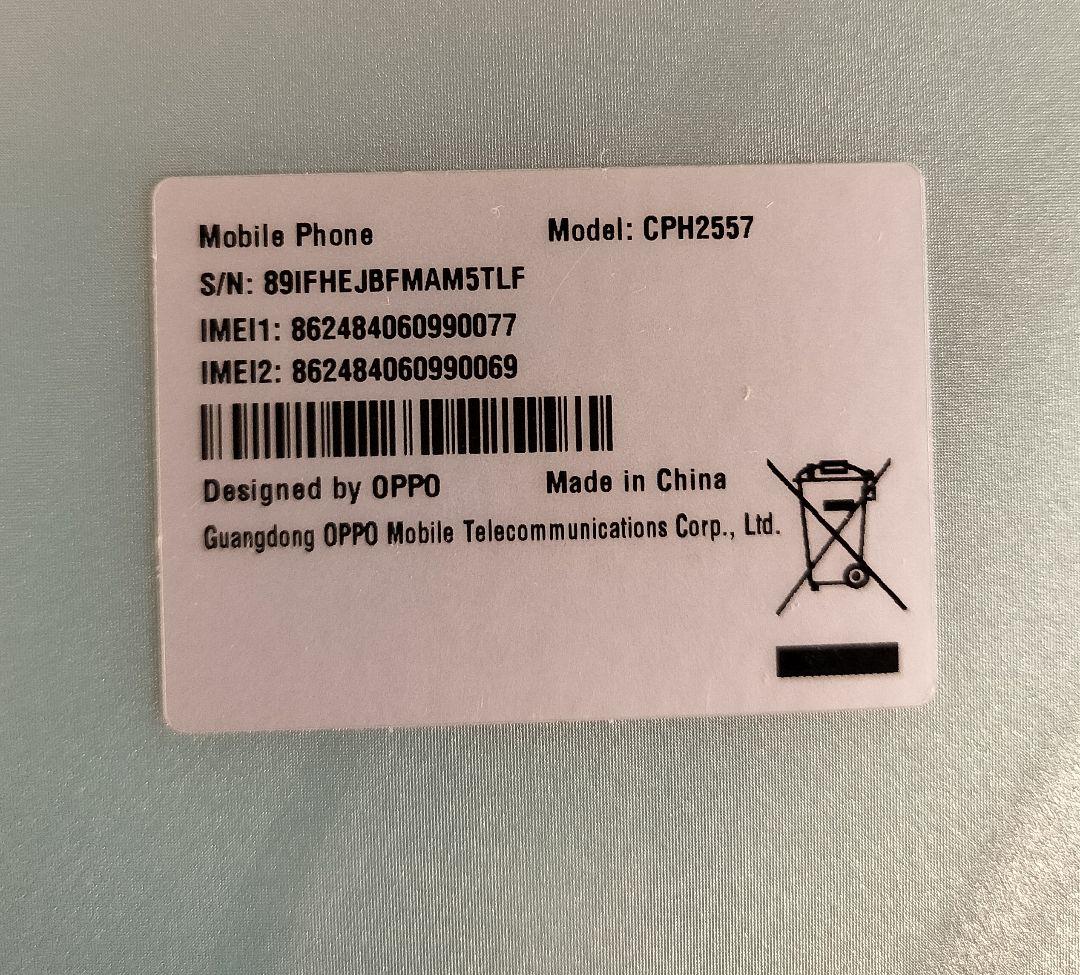 Mobile Phone Model: CPH2557
S/N: 89IFHEJBFMAM5TLF
IMEI1: 862484060990077
IMEI2: 862484060990069
Designed by OPPO Made in China
Guangdong OPPO Mobile Telecommunications Corp., Ltd.